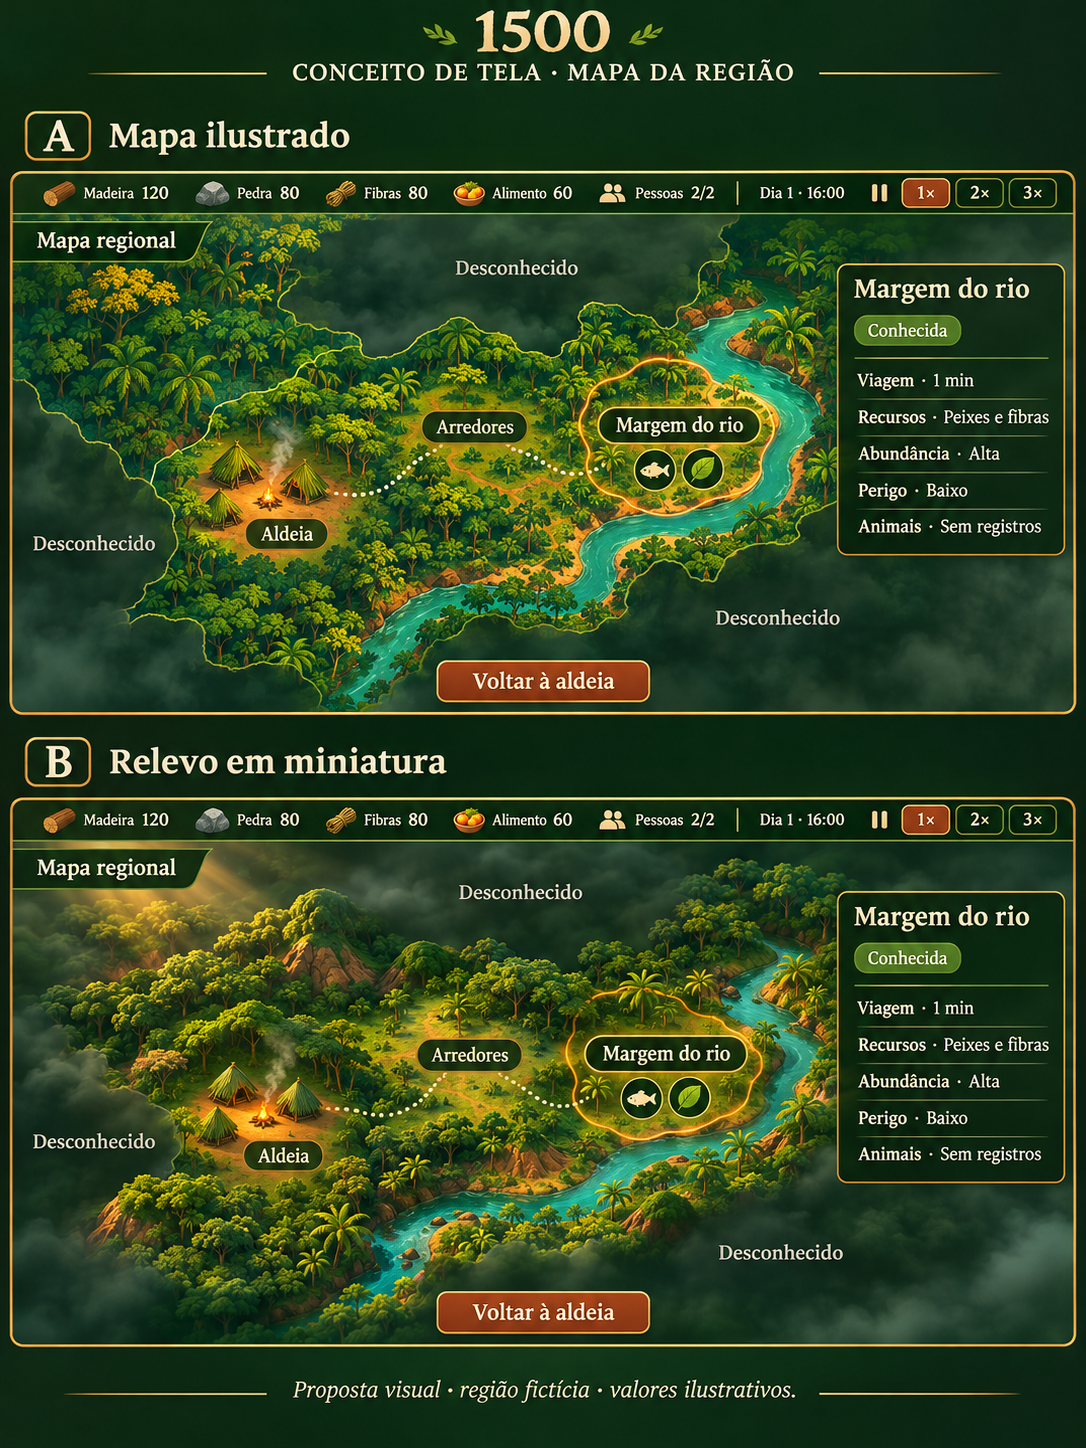 1500
CONCEITO DE TELA · MAPA DA REGIÃO
A Mapa ilustrado
Madeira 120 Pedra 80 Fibras 80 Alimento 60 Pessoas 2/2 Dia 1 · 16:00 1× 2× 3×
Mapa regional
Desconhecido
Margem do rio
Conhecida
Viagem · 1 min
Recursos · Peixes e fibras
Abundância · Alta
Perigo · Baixo
Animais · Sem registros
Arredores
Margem do rio
Aldeia
Desconhecido
Desconhecido
Voltar à aldeia
B Relevo em miniatura
Madeira 120 Pedra 80 Fibras 80 Alimento 60 Pessoas 2/2 Dia 1 · 16:00 1× 2× 3×
Mapa regional
Desconhecido
Margem do rio
Conhecida
Viagem · 1 min
Recursos · Peixes e fibras
Abundância · Alta
Perigo · Baixo
Animais · Sem registros
Arredores
Margem do rio
Desconhecido
Aldeia
Desconhecido
Voltar à aldeia
Proposta visual · região fictícia · valores ilustrativos.